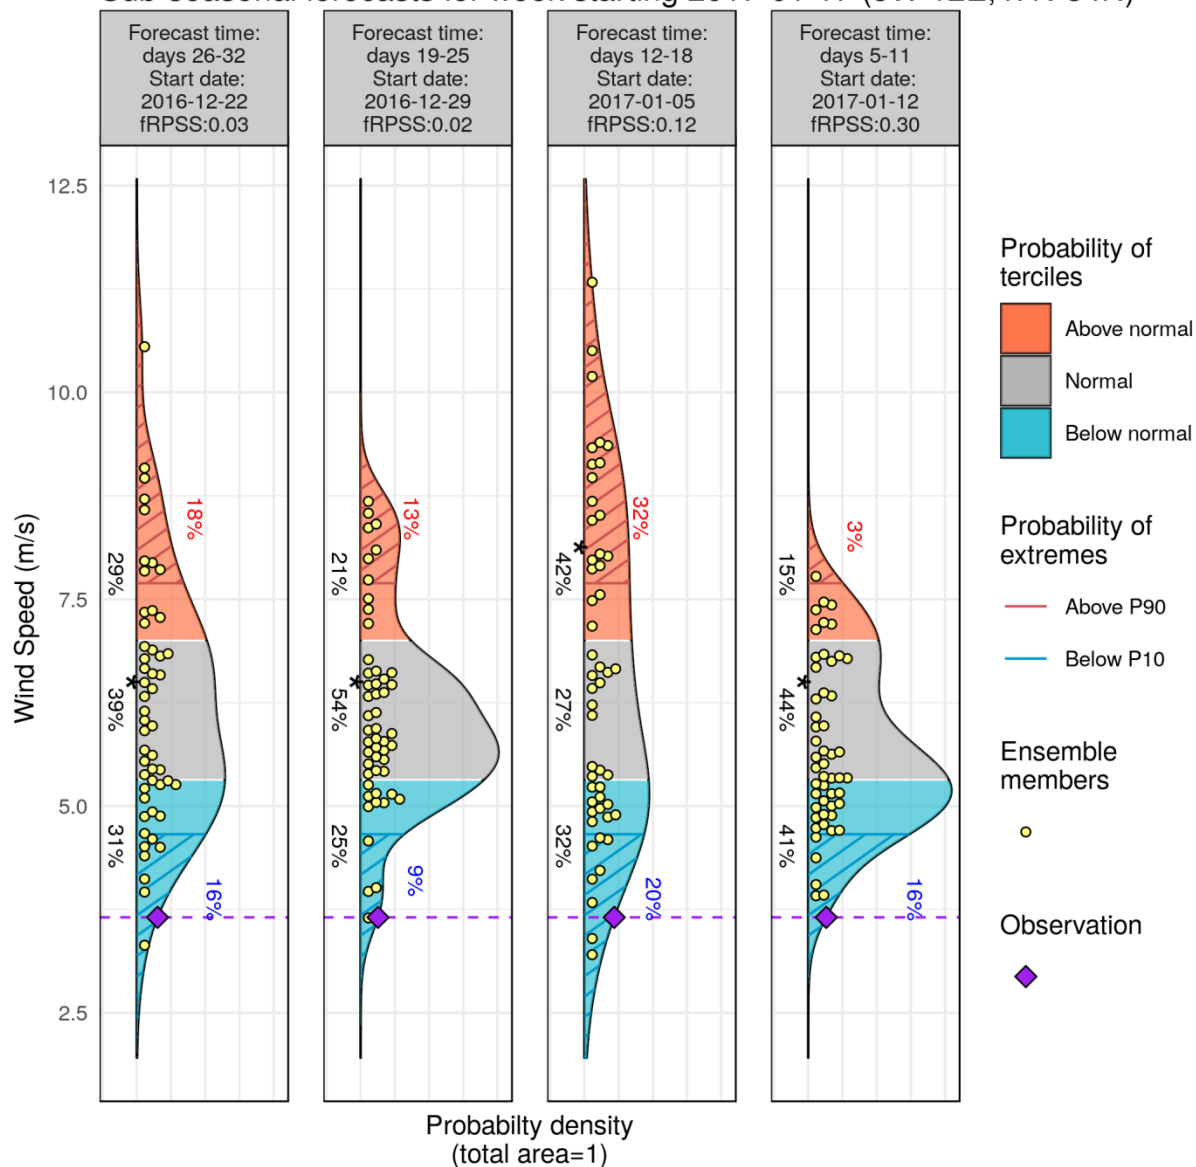 Forecast time:
days 26-32
Start date:
2016-12-22
fRPSS:0.03
Forecast time:
days 19-25
Start date:
2016-12-29
fRPSS:0.02
Forecast time:
days 12-18
Start date:
2017-01-05
fRPSS:0.12
Forecast time:
days 5-11
Start date:
2017-01-12
fRPSS:0.30
Wind Speed (m/s)
12.5
10.0
7.5
5.0
2.5
18%
29%
*
39%
31%
16%
13%
21%
*
54%
25%
9%
32%
*
42%
27%
32%
20%
3%
15%
*
44%
41%
16%
Probabilty density
(total area=1)
Probability of
terciles
Above normal
Normal
Below normal
Probability of
extremes
Above P90
Below P10
Ensemble
members
Observation